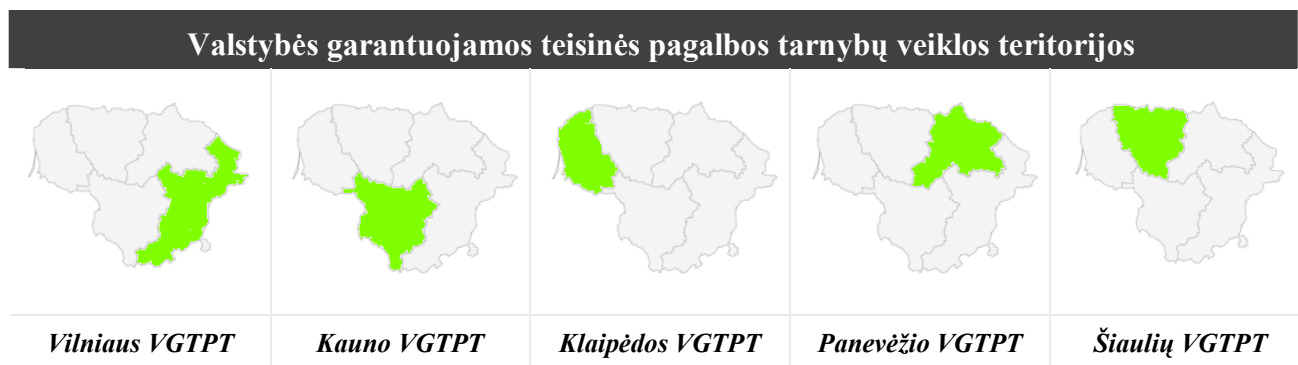 Valstybės garantuojamos teisinės pagalbos tarnybų veiklos teritorijos
Vilniaus VGTPT
Kauno VGTPT
Klaipėdos VGTPT
Panevėžio VGTPT
Šiaulių VGTPT